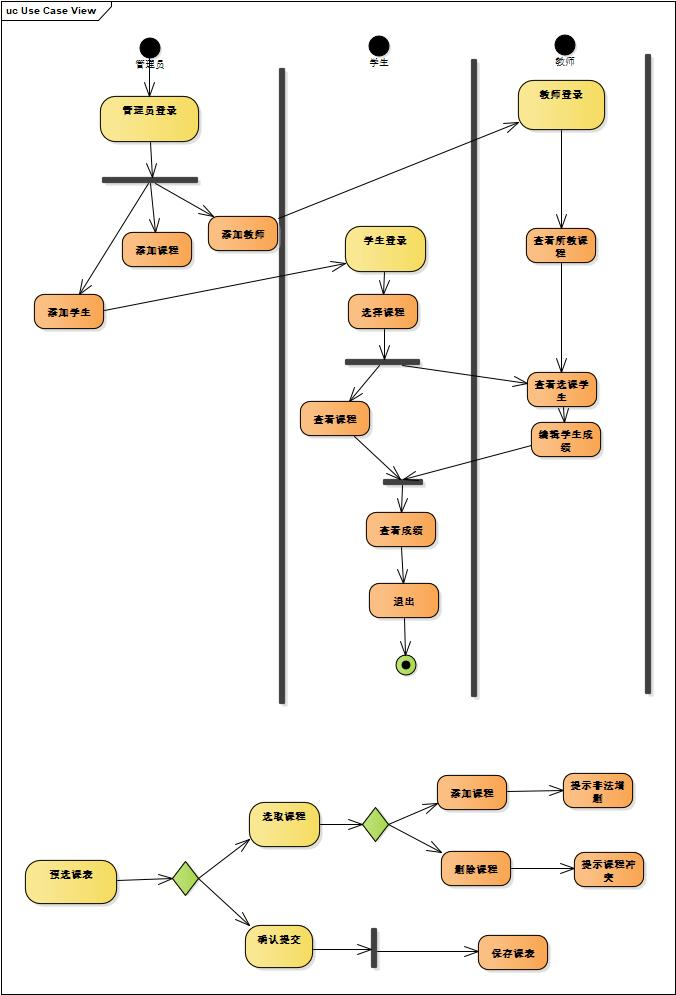 uc Use Case View
管理员
学生
教师
管理员登录
教师登录
添加教师
添加课程
学生登录
查看所教课
程
添加学生
选择课程
查看选课学
生
查看课程
编辑学生成
绩
查看成绩
退出
提示非法增
删
添加课程
选取课程
预选课表
删除课程
提示课程冲
突
确认提交
保存课表